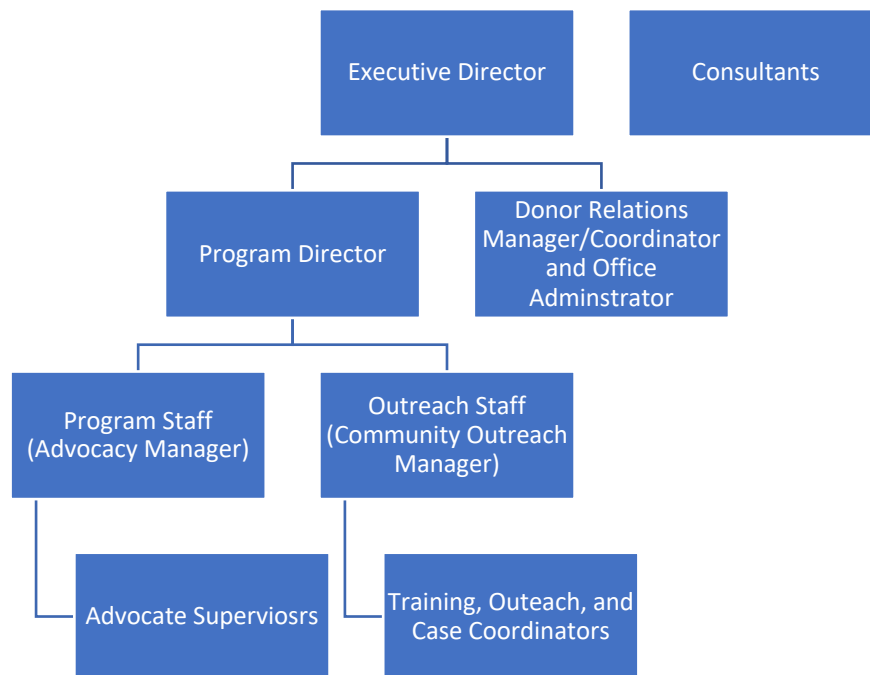 Executive Director
Consultants
Program Director
Donor Relations
Manager/Coordinator
and Office
Adminstrator
Program Staff
(Advocacy Manager)
Outreach Staff
(Community Outreach
Manager)
Advocate Superviosrs
Training, Outeach, and
Case Coordinators